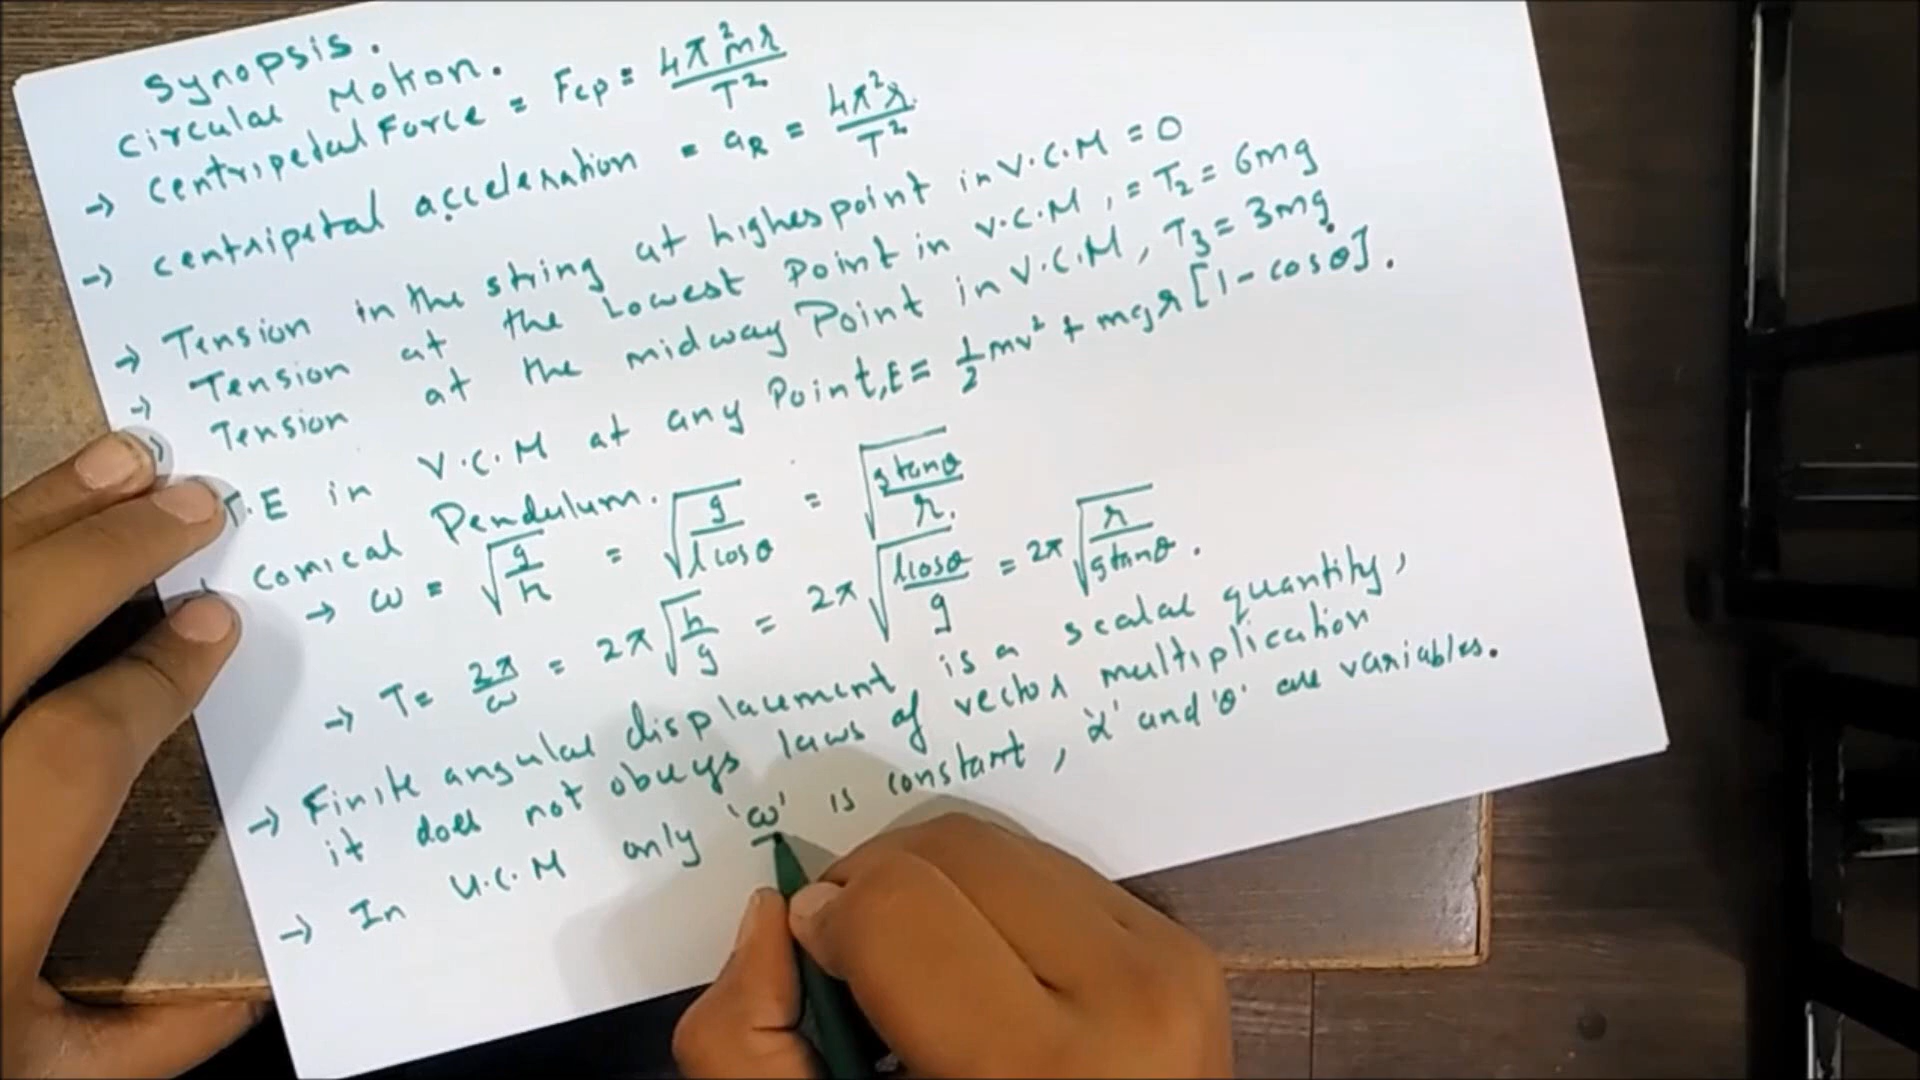 Synopsis.
Circular Motion.
→ Centripetal Force = Fcp = 4π²mr / T²
→ centripetal acceleration = aR = 4π²r / T²
→ Tension in the string at highes point in V.C.M = 0
→ Tension at the Lowest Point in V.C.M, = T₂ = 6mg
Tension at the midway Point in V.C.M, T₃ = 3mg
T.E in V.C.M at any Point, E = 1/2 mv² + mgr [1 - cosθ].
→ Conical Pendulum.
→ ω = √(g/h) = √(g/lcosθ) = √(gtanθ/r.)
→ T = 2π/ω = 2π√(h/g) = 2π√(lcosθ/g) = 2π√(r/gtanθ).
→ Finite angular displacement is a scalar quantity,
it does not obeys laws of vector multiplication
→ In U.C.M only 'ω' is constant, 'α' and 'θ' are variables.